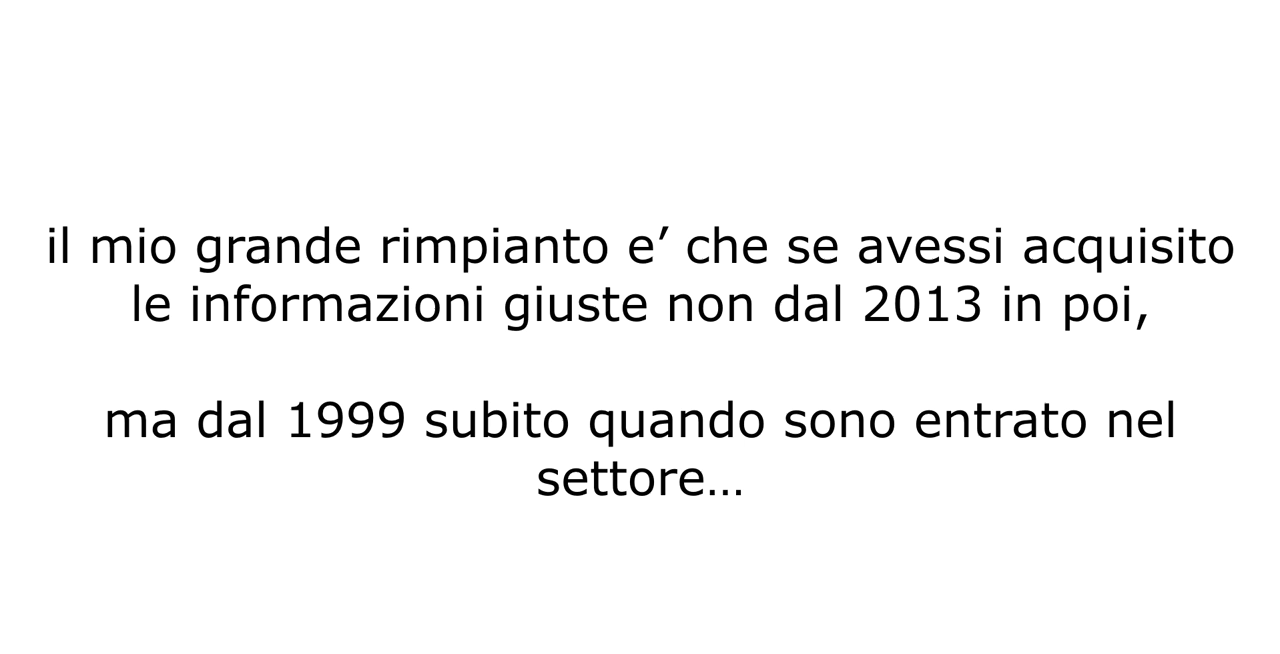 il mio grande rimpianto e’ che se avessi acquisito
le informazioni giuste non dal 2013 in poi,
ma dal 1999 subito quando sono entrato nel
settore…